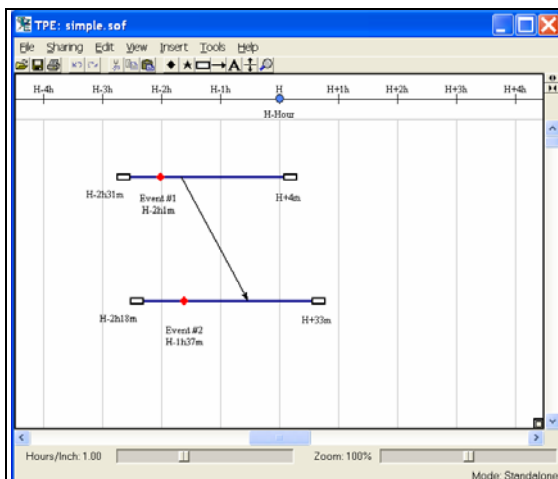 TPE: simple.sof
File Sharing Edit View Insert Tools Help
A
H-4h H-3h H-2h H-1h H H+1h H+2h H+3h H+4h
H-Hour
H-2h31m Event #1 H+4m
H-2h1m
H-2h18m H+33m
Event #2
H-1h37m
Hours/Inch: 1.00 Zoom: 100%
Mode: Standalone